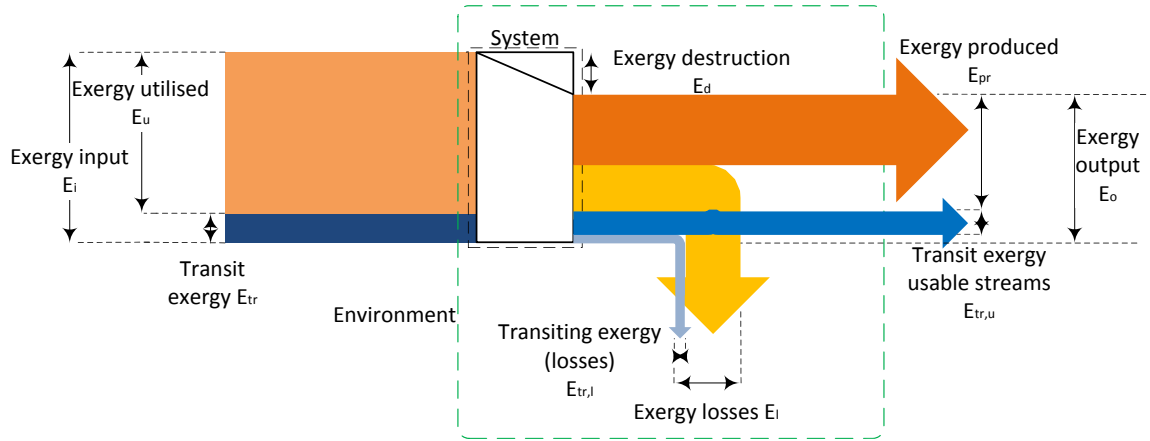 System
Exergy utilised
Eu
Exergy input
Ei
Transit
exergy Etr
Environment
Exergy destruction
Ed
Exergy produced
Epr
Exergy
output
Eo
Transit exergy
usable streams
Etr,u
Transiting exergy
(losses)
Etr,l
Exergy losses El